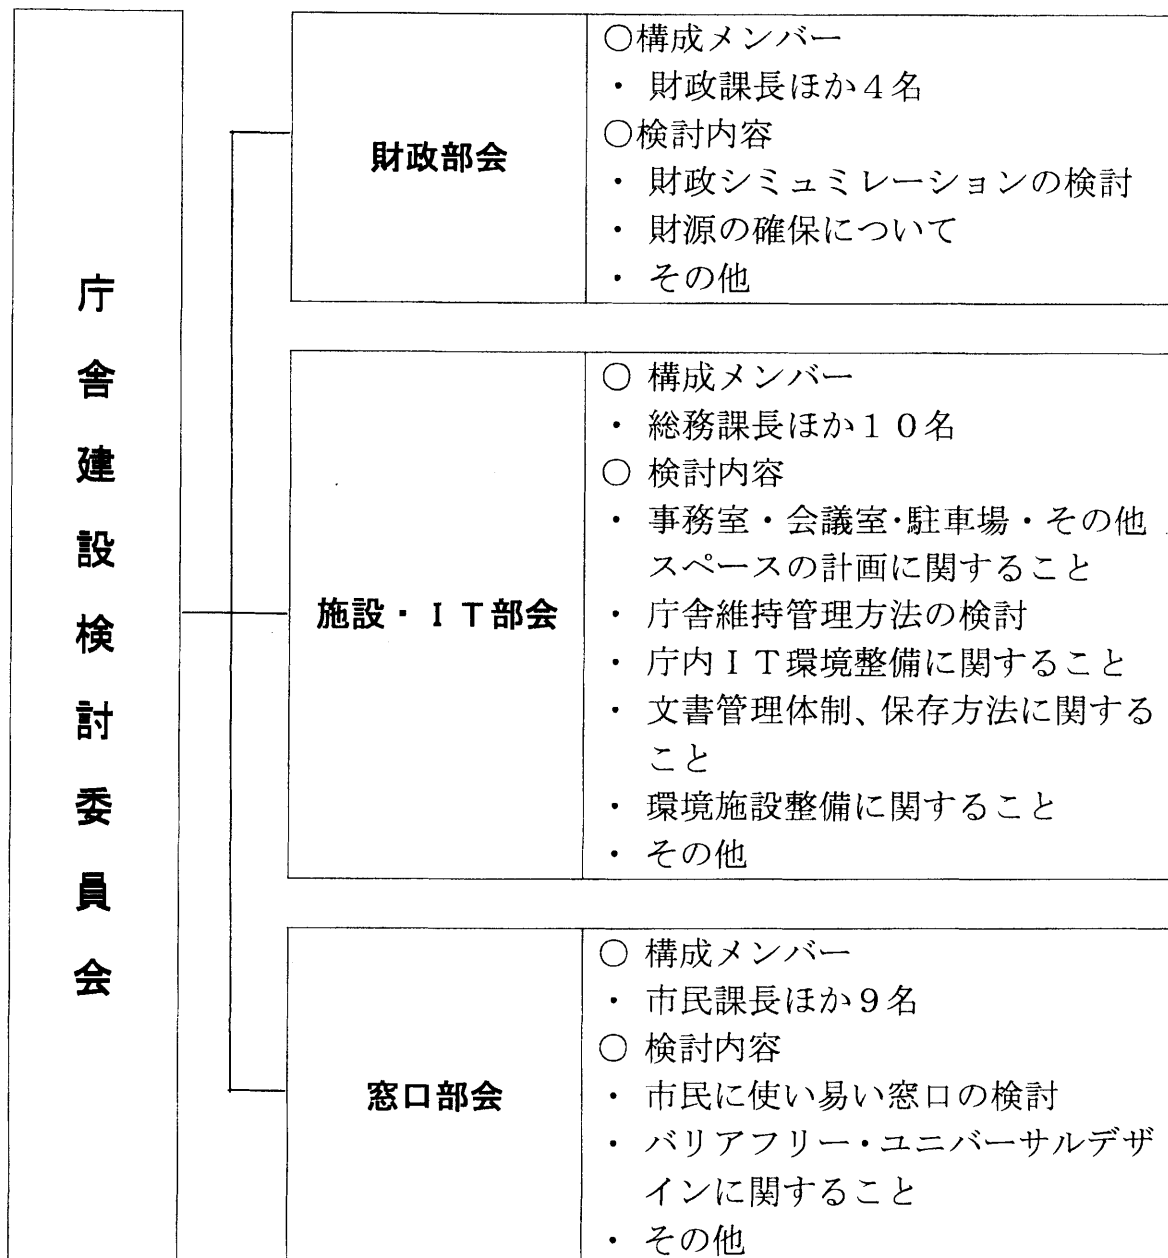 庁舎建設検討委員会
財政部会
○構成メンバー
・ 財政課長ほか４名
○検討内容
・ 財政シミュミレーションの検討
・ 財源の確保について
・ その他
施設・ＩＴ部会
○ 構成メンバー
・ 総務課長ほか１０名
○ 検討内容
・ 事務室・会議室・駐車場・その他
スペースの計画に関すること
・ 庁舎維持管理方法の検討
・ 庁内ＩＴ環境整備に関すること
・ 文書管理体制、保存方法に関する
こと
・ 環境施設整備に関すること
・ その他
窓口部会
○ 構成メンバー
・ 市民課長ほか９名
○ 検討内容
・ 市民に使い易い窓口の検討
・ バリアフリー・ユニバーサルデザ
インに関すること
・ その他